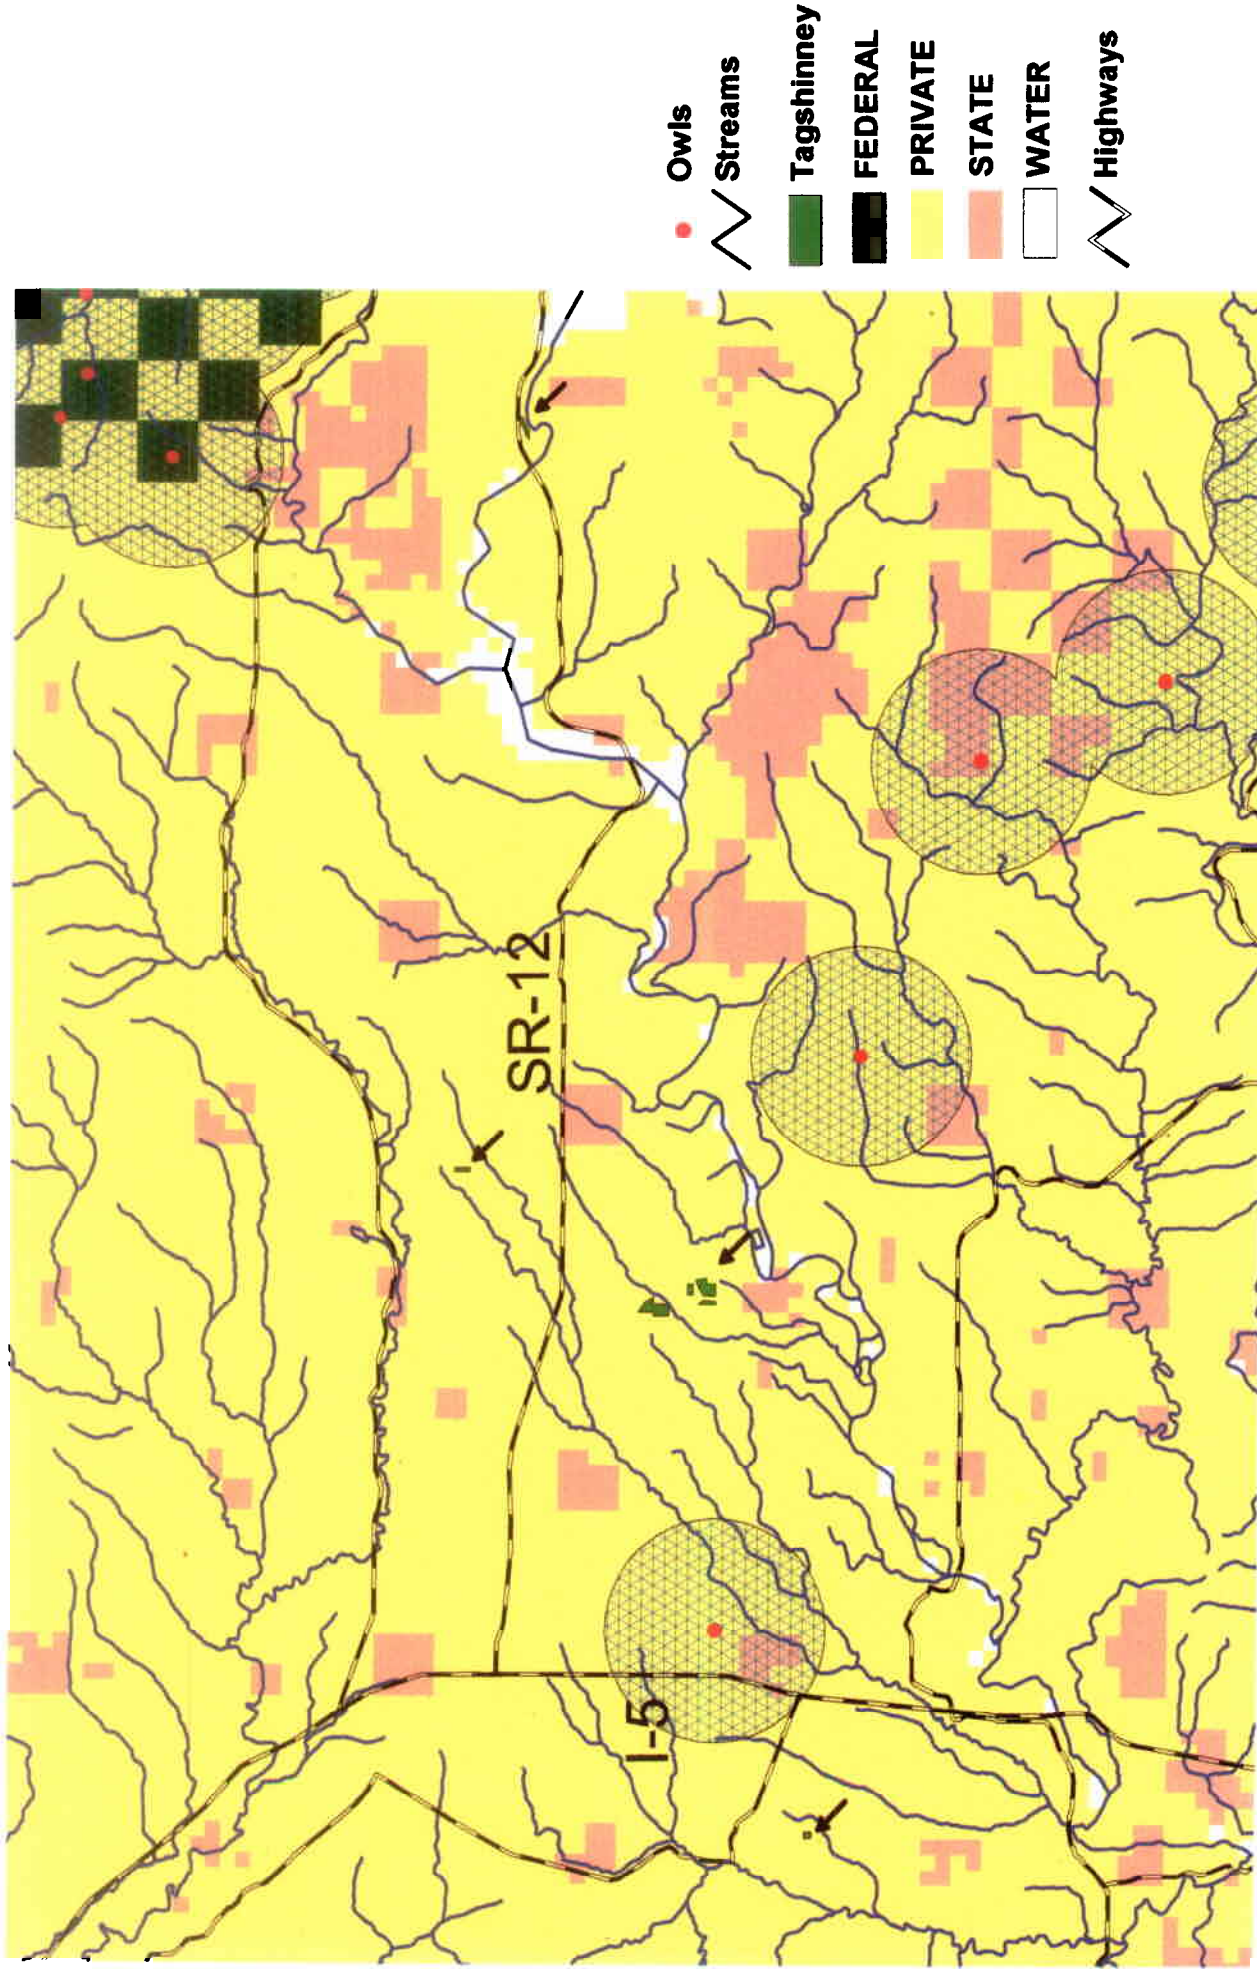 Owls
Streams
Tagshinney
FEDERAL
PRIVATE
STATE
WATER
Highways
SR-12
I-5